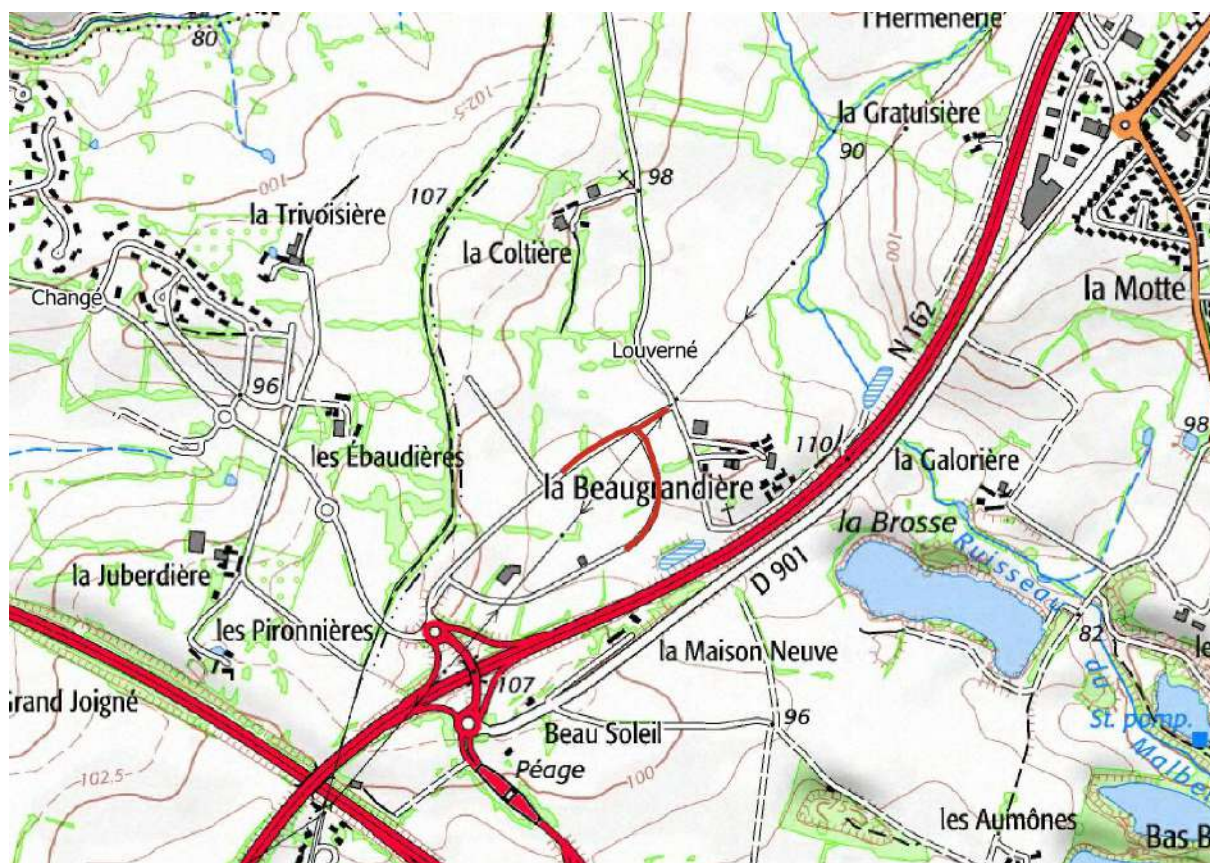 l'Hermenerie
80
102.5
la Gratuisière
90
107
98
100
la Trivoisière
la Coltière
100
Changé
la Motte
N 162
Louverné
96
98
les Ébaudières
110
la Galorière
la Beaugrandière
la Brosse
Ruisseau
D 901
la Juberdière
les Pironnières
82
la Maison Neuve
du
107
Grand Joigné
96
St. pomp.
Beau Soleil
Péage
100
102.5
les Aumônes
Bas B